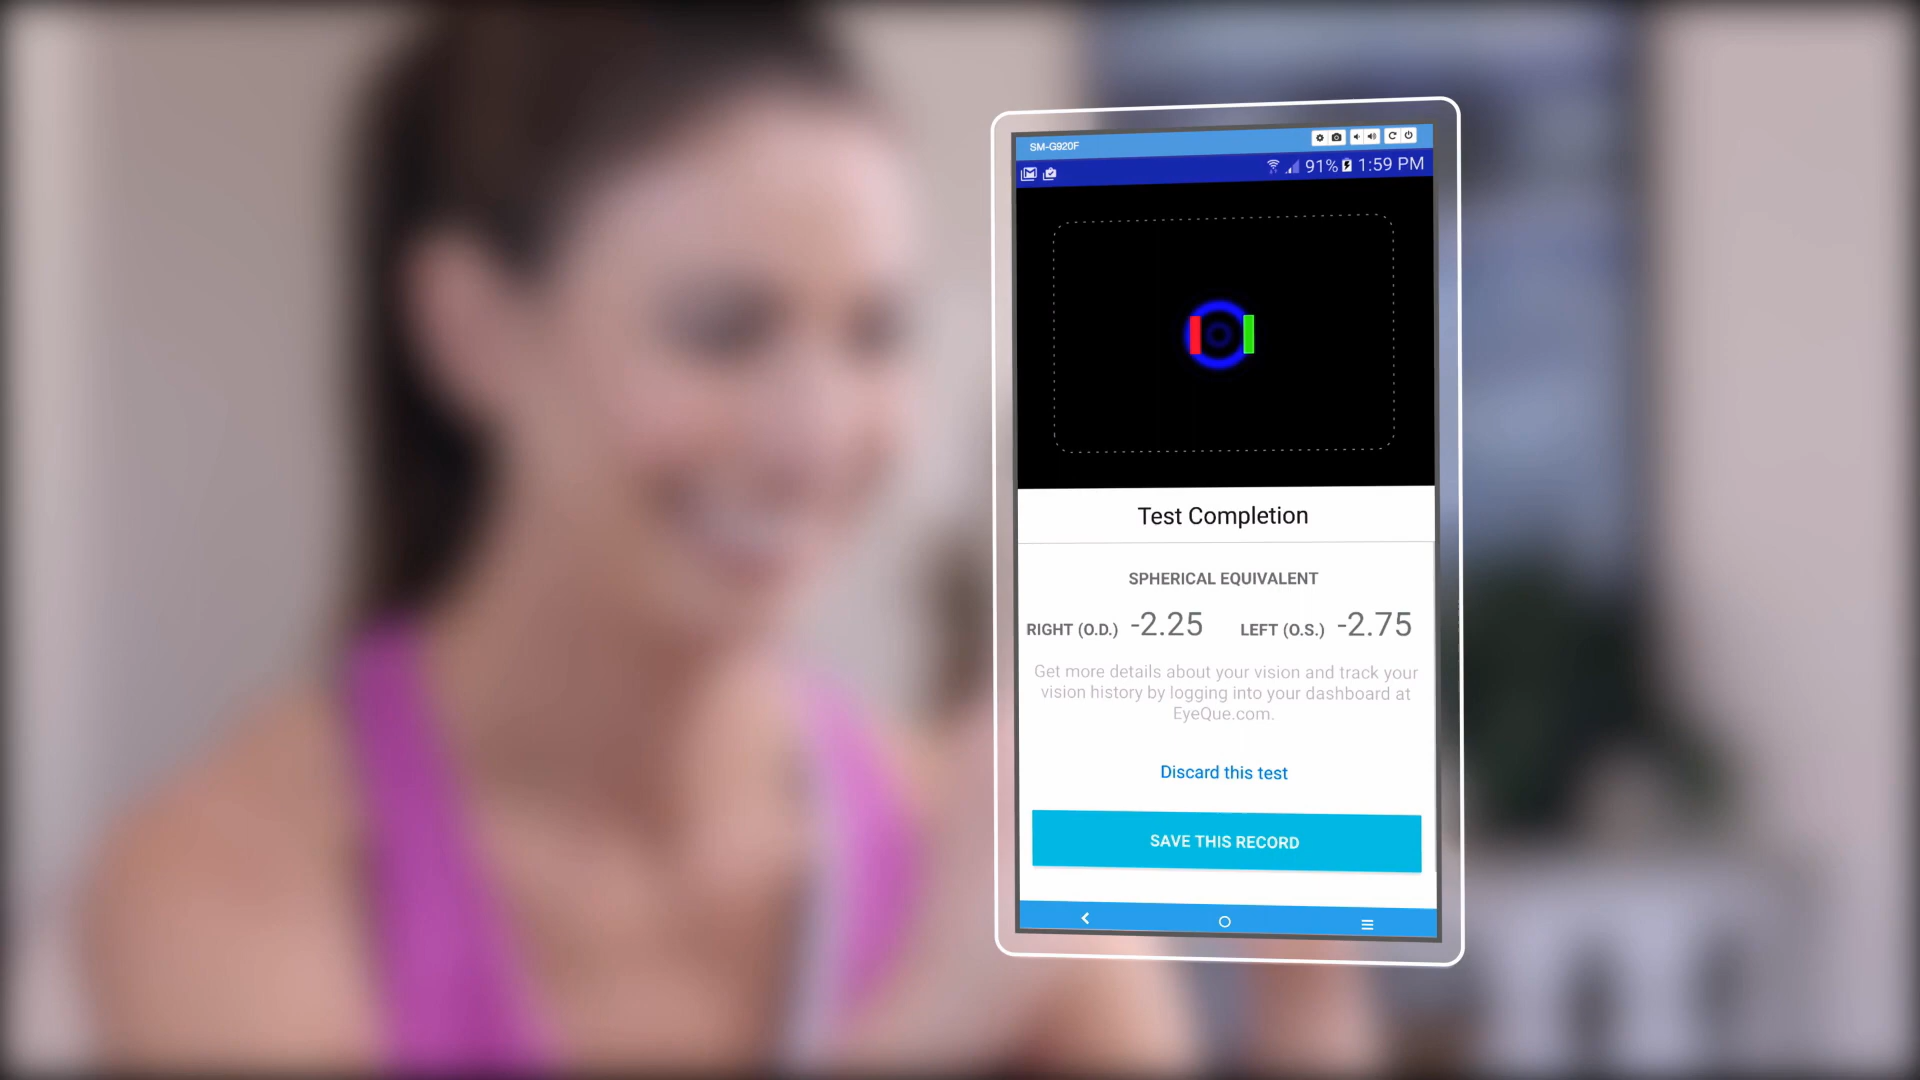 SM-G920F
91% 1:59 PM
Test Completion
SPHERICAL EQUIVALENT
RIGHT (O.D.) -2.25 LEFT (O.S.) -2.75
Get more details about your vision and track your
vision history by logging into your dashboard at
EyeQue.com.
Discard this test
SAVE THIS RECORD